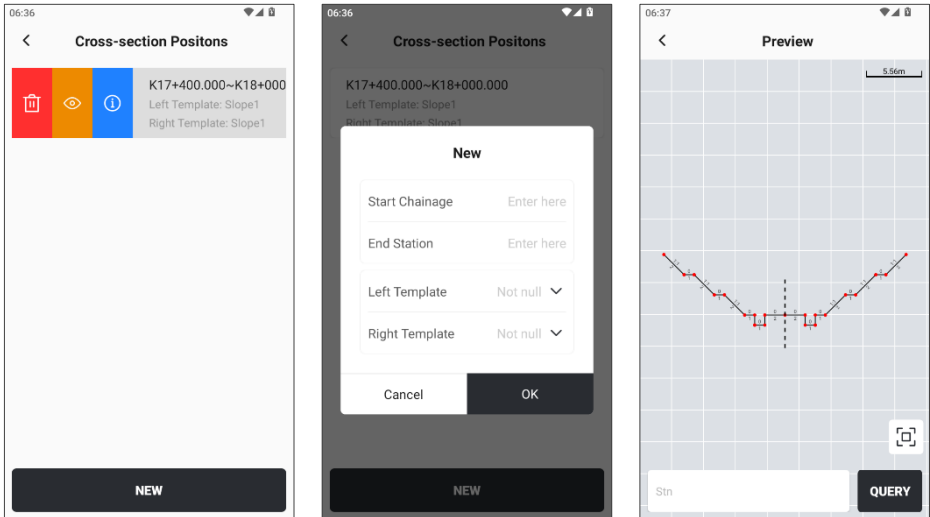 06:36
Cross-section Positons
K17+400.000~K18+000
Left Template: Slope1
Right Template: Slope1
NEW
06:36
Cross-section Positons
K17+400.000~K18+000.000
Left Template: Slope1
Right Template: Slope1
New
Start Chainage Enter here
End Station Enter here
Left Template Not null
Right Template Not null
Cancel OK
NEW
06:37
Preview
5.56m
Stn QUERY